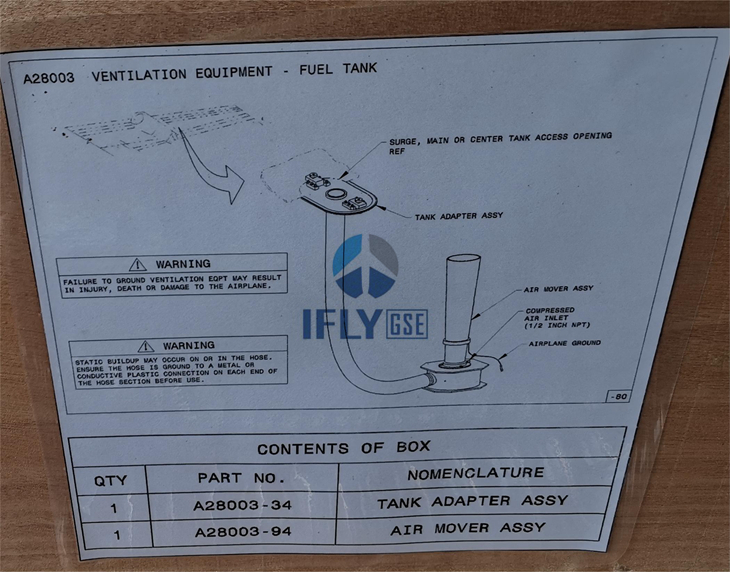 A28003 VENTILATION EQUIPMENT - FUEL TANK
SURGE, MAIN OR CENTER TANK ACCESS OPENING
REF
TANK ADAPTER ASSY
WARNING
FAILURE TO GROUND VENTILATION EQPT MAY RESULT
IN INJURY, DEATH OR DAMAGE TO THE AIRPLANE.
AIR MOVER ASSY
COMPRESSED
AIR INLET
(1/2 INCH NPT)
AIRPLANE GROUND
IFLY GSE
WARNING
STATIC BUILDUP MAY OCCUR ON OR IN THE HOSE.
ENSURE THE HOSE IS GROUND TO A METAL OR
CONDUCTIVE PLASTIC CONNECTION ON EACH END OF
THE HOSE SECTION BEFORE USE.
-80
CONTENTS OF BOX
QTY PART NO. NOMENCLATURE
1 A28003-34 TANK ADAPTER ASSY
1 A28003-94 AIR MOVER ASSY